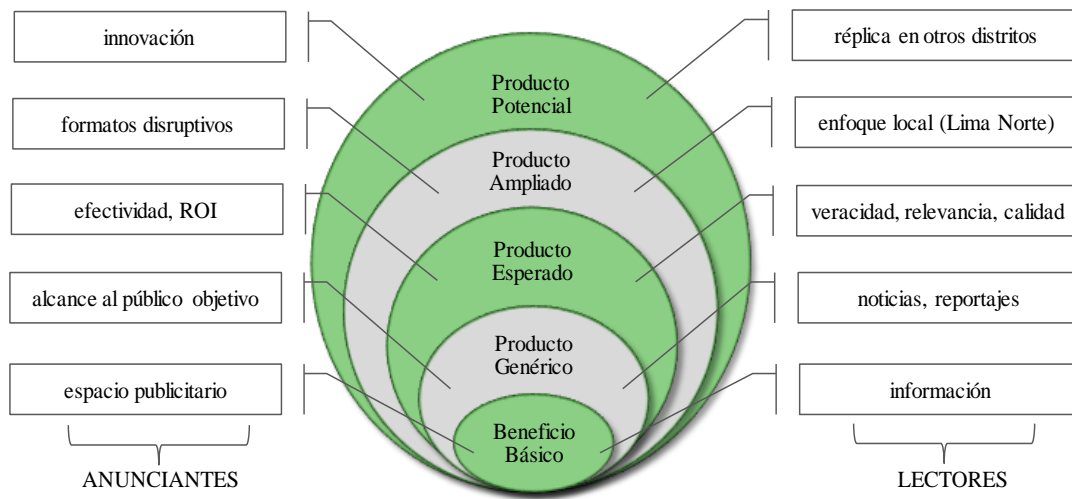 innovación
formatos disruptivos
efectividad, ROI
alcance al público objetivo
espacio publicitario
ANUNCIANTES
Producto
Potencial
Producto
Ampliado
Producto
Esperado
Producto
Genérico
Beneficio
Básico
réplica en otros distritos
enfoque local (Lima Norte)
veracidad, relevancia, calidad
noticias, reportajes
información
LECTORES